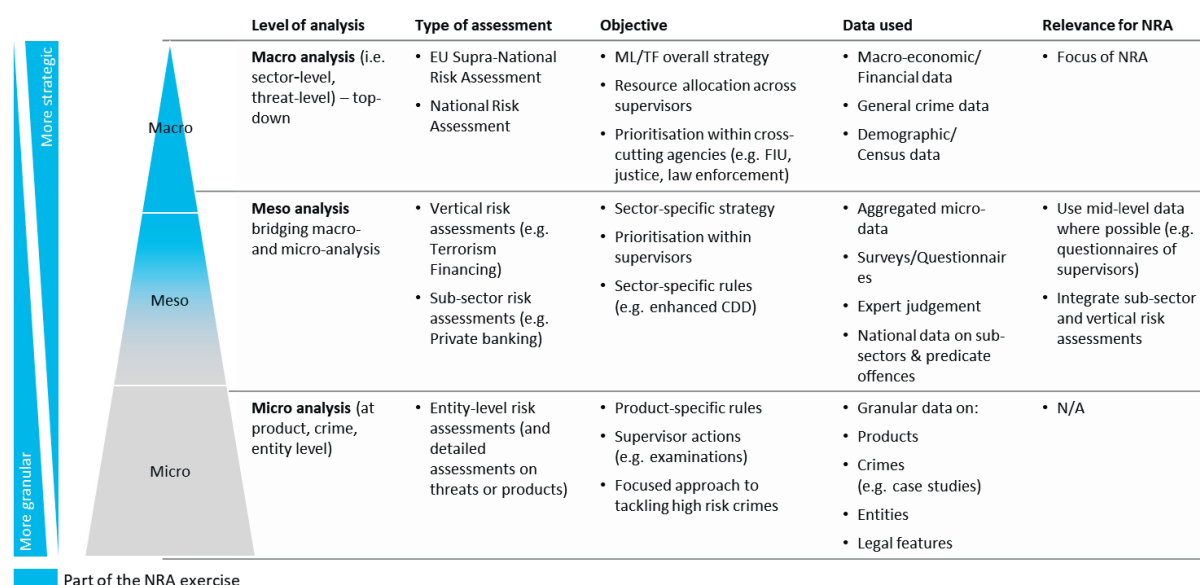 Level of analysis
Type of assessment
Objective
Data used
Relevance for NRA
More strategic
More granular
Macro
Macro analysis (i.e.
sector-level,
threat-level) – top-
down
• EU Supra-National
Risk Assessment
• National Risk
Assessment
• ML/TF overall strategy
• Resource allocation across
supervisors
• Prioritisation within cross-
cutting agencies (e.g. FIU,
justice, law enforcement)
• Macro-economic/
Financial data
• General crime data
• Demographic/
Census data
• Focus of NRA
Meso
Meso analysis
bridging macro-
and micro-analysis
• Vertical risk
assessments (e.g.
Terrorism
Financing)
• Sub-sector risk
assessments (e.g.
Private banking)
• Sector-specific strategy
• Prioritisation within
supervisors
• Sector-specific rules
(e.g. enhanced CDD)
• Aggregated micro-
data
• Surveys/Questionnair
es
• Expert judgement
• National data on sub-
sectors & predicate
offences
• Use mid-level data
where possible (e.g.
questionnaires of
supervisors)
• Integrate sub-sector
and vertical risk
assessments
Micro
Micro analysis (at
product, crime,
entity level)
• Entity-level risk
assessments (and
detailed
assessments on
threats or products)
• Product-specific rules
• Supervisor actions
(e.g. examinations)
• Focused approach to
tackling high risk crimes
• Granular data on:
• Products
• Crimes
(e.g. case studies)
• Entities
• Legal features
• N/A
Part of the NRA exercise